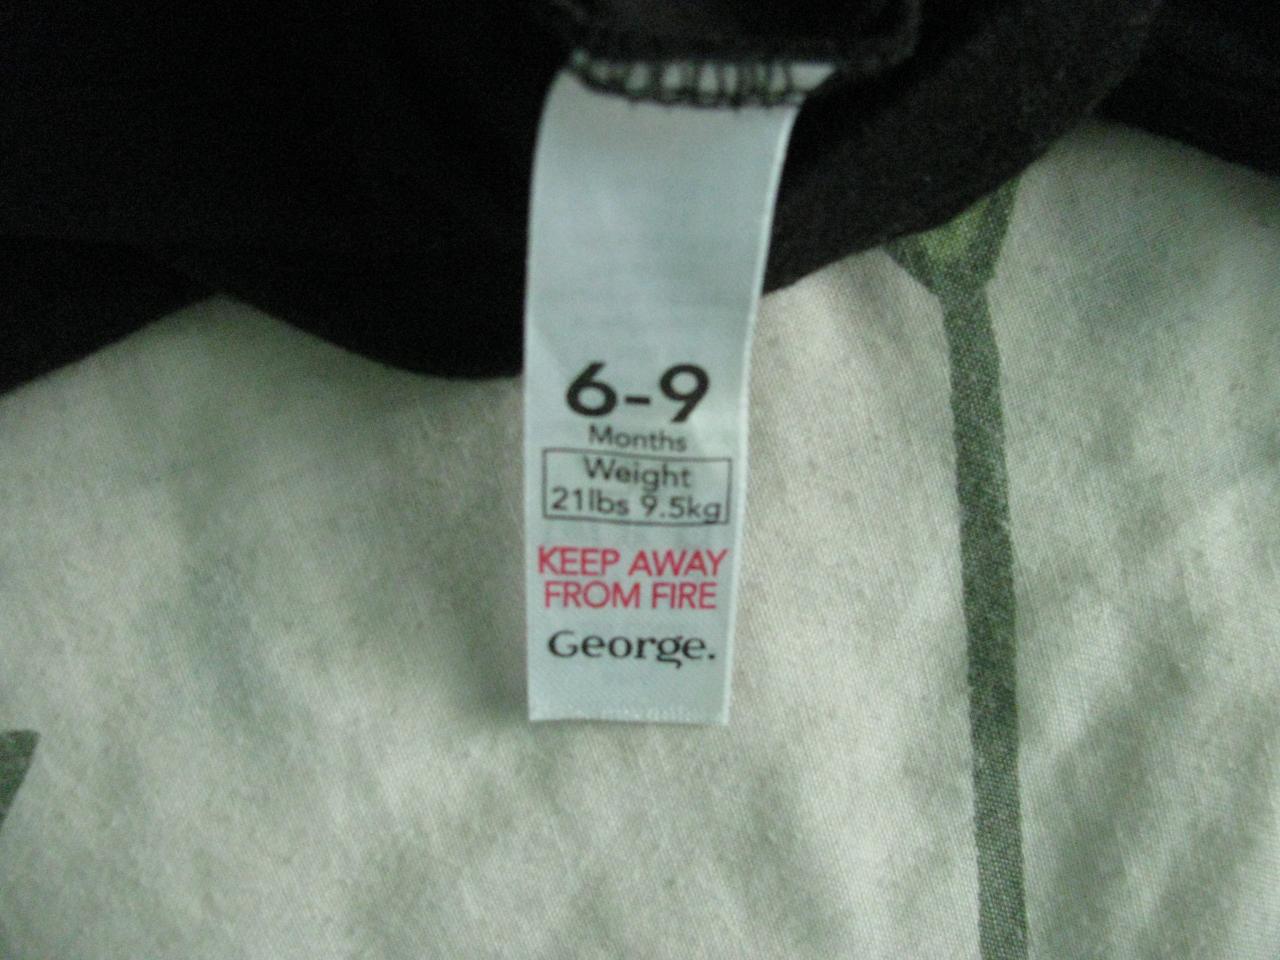 6-9
Months
Weight
21lbs 9.5kg
KEEP AWAY
FROM FIRE
George.